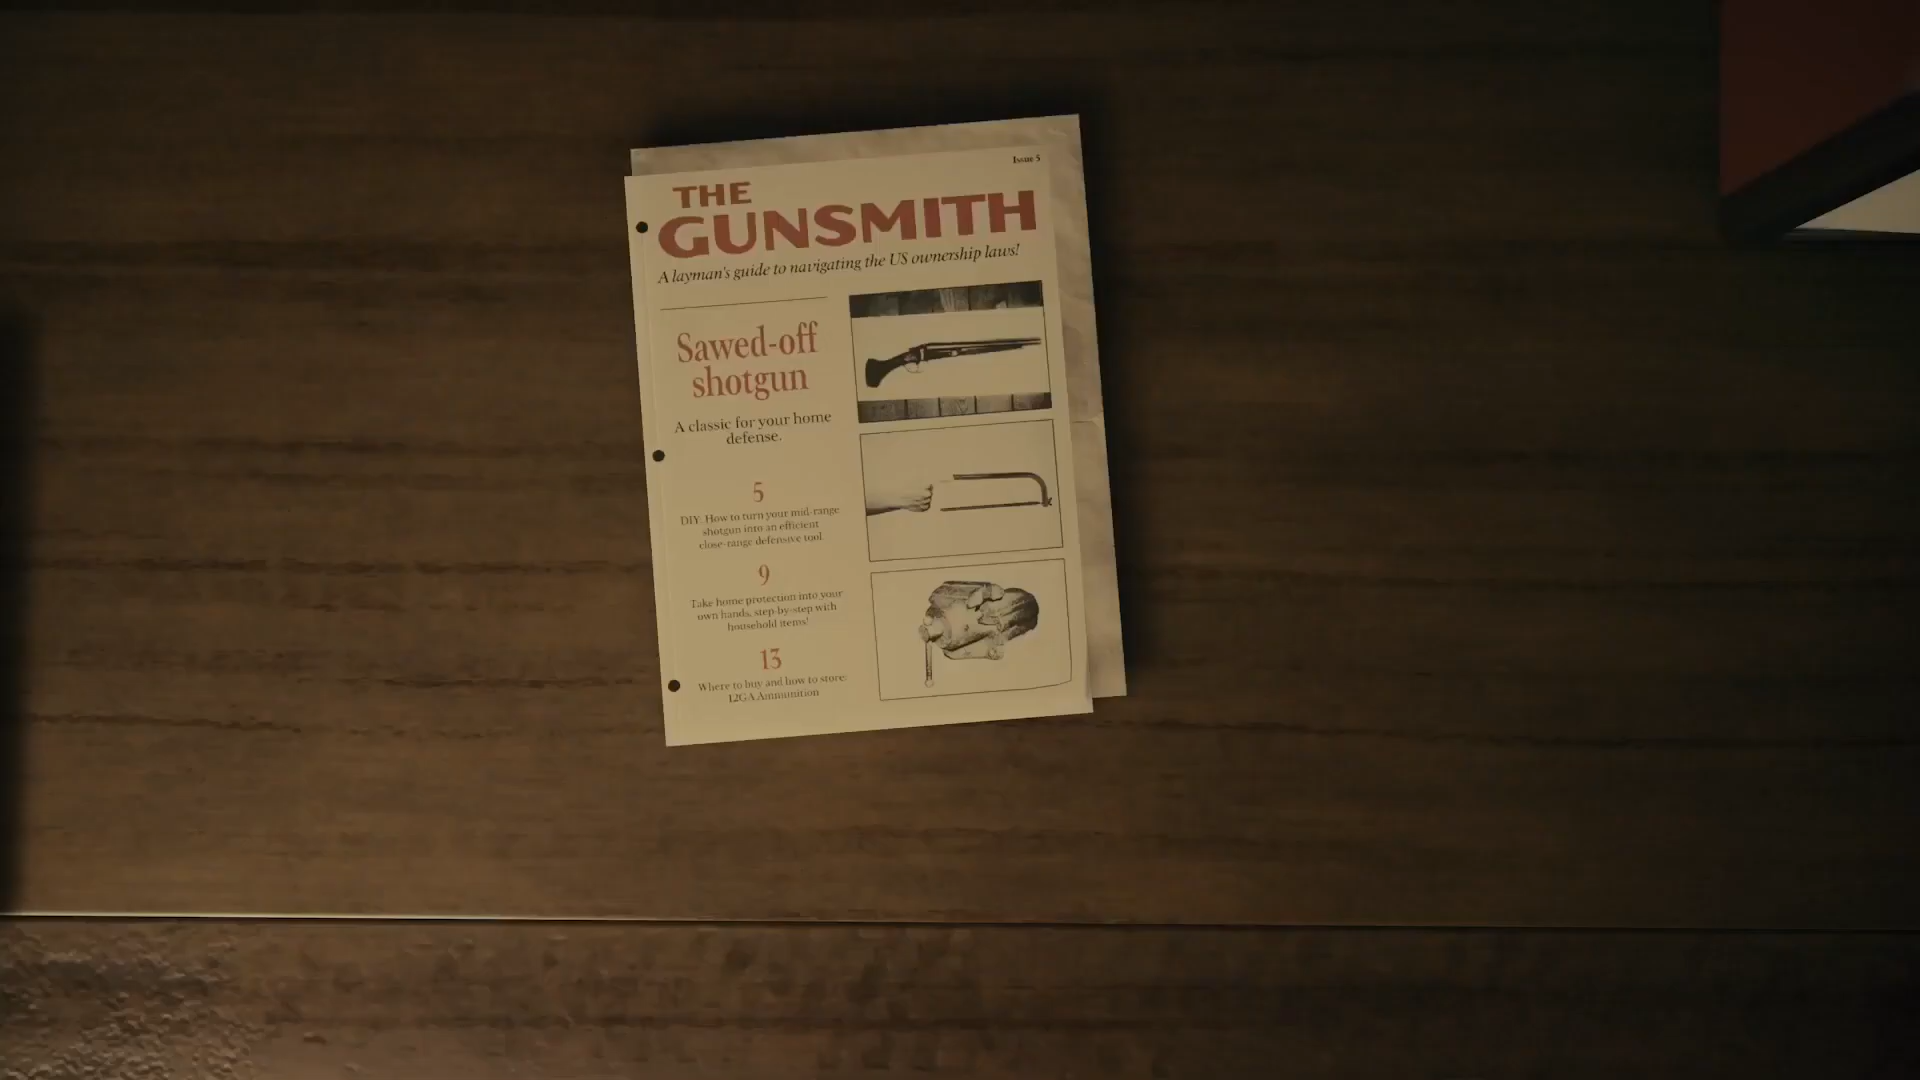 Issue 5
THE
GUNSMITH
A layman's guide to navigating the US ownership laws!
Sawed-off
shotgun
A classic for your home
defense.
5
DIY: How to turn your mid-range
shotgun into an efficient
close-range defensive tool.
9
Take home protection into your
own hands, step-by-step with
household items!
13
Where to buy and how to store:
12GA Ammunition